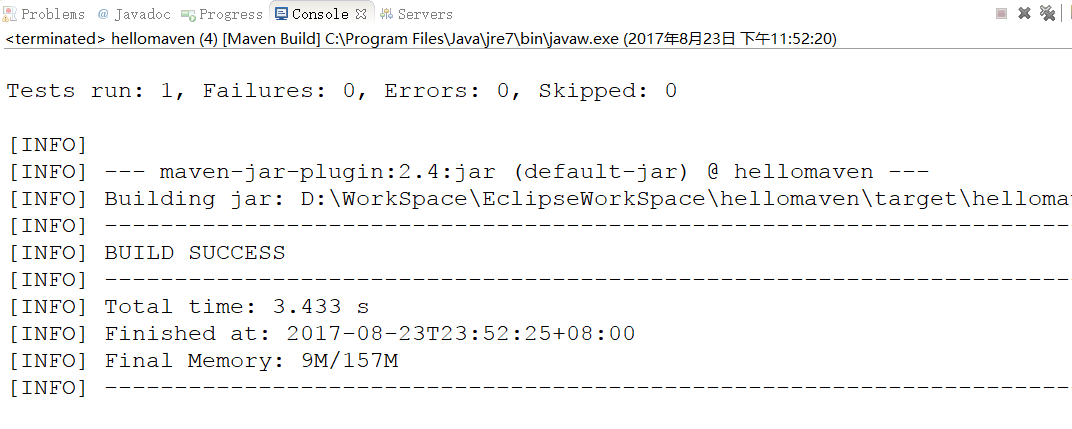 Problems @ Javadoc Progress Console Servers
<terminated> hellomaven (4) [Maven Build] C:\Program Files\Java\jre7\bin\javaw.exe (2017年8月23日 下午11:52:20)
Tests run: 1, Failures: 0, Errors: 0, Skipped: 0
[INFO]
[INFO] --- maven-jar-plugin:2.4:jar (default-jar) @ hellomaven ---
[INFO] Building jar: D:\WorkSpace\EclipseWorkSpace\hellomaven\target\helloma
[INFO] ---------------------------------------------------------------------
[INFO] BUILD SUCCESS
[INFO] ---------------------------------------------------------------------
[INFO] Total time: 3.433 s
[INFO] Finished at: 2017-08-23T23:52:25+08:00
[INFO] Final Memory: 9M/157M
[INFO] ---------------------------------------------------------------------